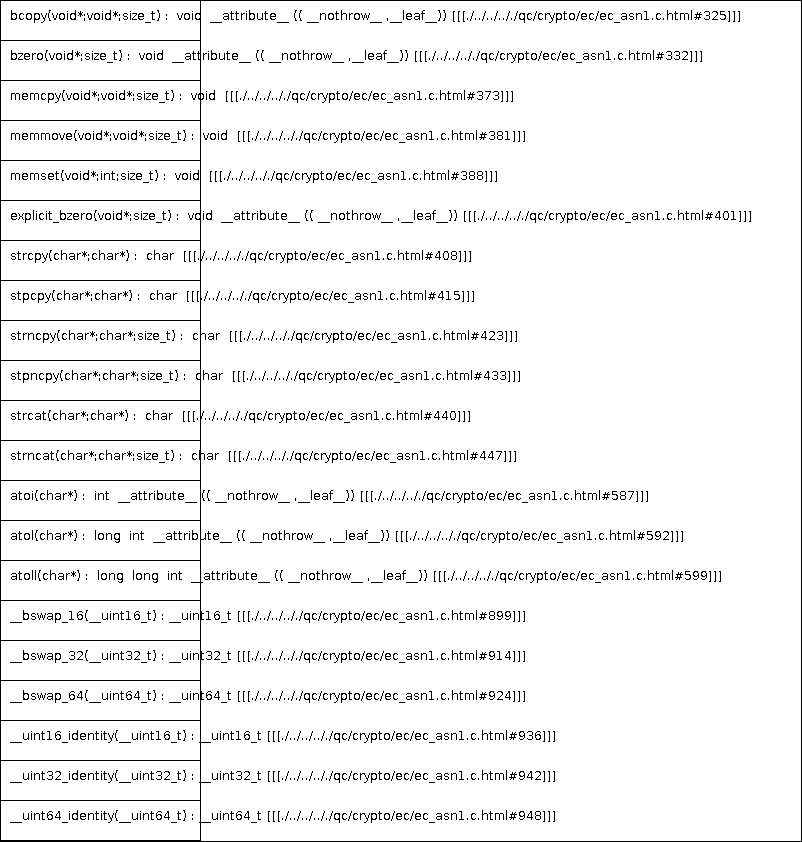 bcopy(void*;void*;size_t) : void __attribute__ (( __nothrow__ ,__leaf__)) [[[./../../../../qc/crypto/ec/ec_asn1.c.html#325]]]
bzero(void*;size_t) : void __attribute__ (( __nothrow__ ,__leaf__)) [[[./../../../../qc/crypto/ec/ec_asn1.c.html#332]]]
memcpy(void*;void*;size_t) : void [[[./../../../../qc/crypto/ec/ec_asn1.c.html#373]]]
memmove(void*;void*;size_t) : void [[[./../../../../qc/crypto/ec/ec_asn1.c.html#381]]]
memset(void*;int;size_t) : void [[[./../../../../qc/crypto/ec/ec_asn1.c.html#388]]]
explicit_bzero(void*;size_t) : void __attribute__ (( __nothrow__ ,__leaf__)) [[[./../../../../qc/crypto/ec/ec_asn1.c.html#401]]]
strcpy(char*;char*) : char [[[./../../../../qc/crypto/ec/ec_asn1.c.html#408]]]
stpcpy(char*;char*) : char [[[./../../../../qc/crypto/ec/ec_asn1.c.html#415]]]
strncpy(char*;char*;size_t) : char [[[./../../../../qc/crypto/ec/ec_asn1.c.html#423]]]
stpncpy(char*;char*;size_t) : char [[[./../../../../qc/crypto/ec/ec_asn1.c.html#433]]]
strcat(char*;char*) : char [[[./../../../../qc/crypto/ec/ec_asn1.c.html#440]]]
strncat(char*;char*;size_t) : char [[[./../../../../qc/crypto/ec/ec_asn1.c.html#447]]]
atoi(char*) : int __attribute__ (( __nothrow__ ,__leaf__)) [[[./../../../../qc/crypto/ec/ec_asn1.c.html#587]]]
atol(char*) : long int __attribute__ (( __nothrow__ ,__leaf__)) [[[./../../../../qc/crypto/ec/ec_asn1.c.html#592]]]
atoll(char*) : long long int __attribute__ (( __nothrow__ ,__leaf__)) [[[./../../../../qc/crypto/ec/ec_asn1.c.html#599]]]
__bswap_16(__uint16_t) : __uint16_t [[[./../../../../qc/crypto/ec/ec_asn1.c.html#899]]]
__bswap_32(__uint32_t) : __uint32_t [[[./../../../../qc/crypto/ec/ec_asn1.c.html#914]]]
__bswap_64(__uint64_t) : __uint64_t [[[./../../../../qc/crypto/ec/ec_asn1.c.html#924]]]
__uint16_identity(__uint16_t) : __uint16_t [[[./../../../../qc/crypto/ec/ec_asn1.c.html#936]]]
__uint32_identity(__uint32_t) : __uint32_t [[[./../../../../qc/crypto/ec/ec_asn1.c.html#942]]]
__uint64_identity(__uint64_t) : __uint64_t [[[./../../../../qc/crypto/ec/ec_asn1.c.html#948]]]